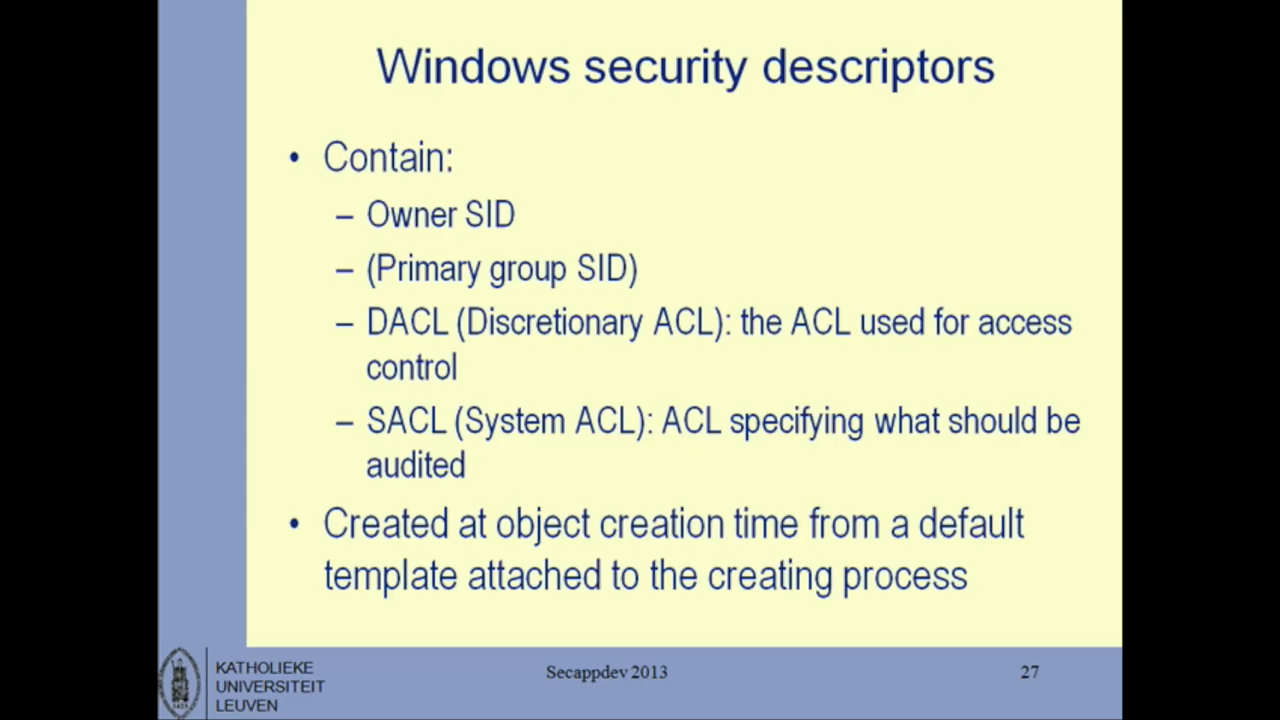 Windows security descriptors
• Contain:
– Owner SID
– (Primary group SID)
– DACL (Discretionary ACL): the ACL used for access
control
– SACL (System ACL): ACL specifying what should be
audited
• Created at object creation time from a default
template attached to the creating process
KATHOLIEKE
UNIVERSITEIT
LEUVEN
Secappdev 2013
27